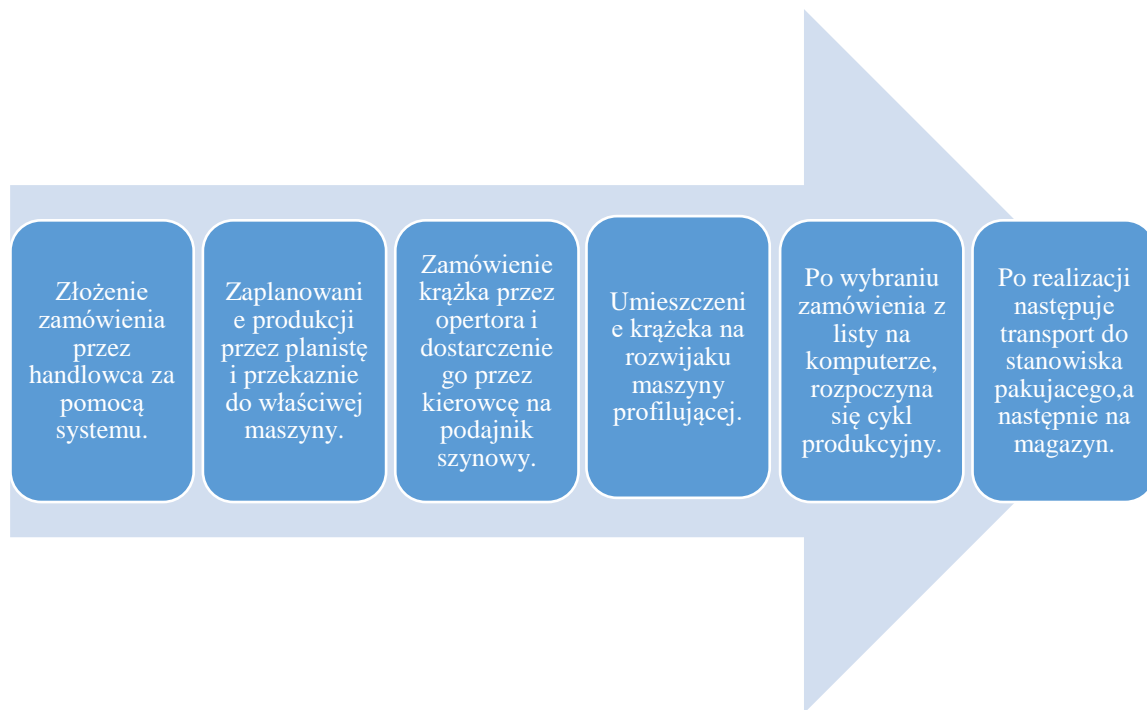 Złożenie
zamówienia
przez
handlowca za
pomocą
systemu.
Zaplanowani
e produkcji
przez planistę
i przekaznie
do właściwej
maszyny.
Zamówienie
krążka przez
opertora i
dostarczenie
go przez
kierowcę na
podajnik
szynowy.
Umieszczeni
e krążeka na
rozwijaku
maszyny
profilującej.
Po wybraniu
zamówienia z
listy na
komputerze,
rozpoczyna
się cykl
produkcyjny.
Po realizacji
następuje
transport do
stanowiska
pakujacego,a
następnie na
magazyn.